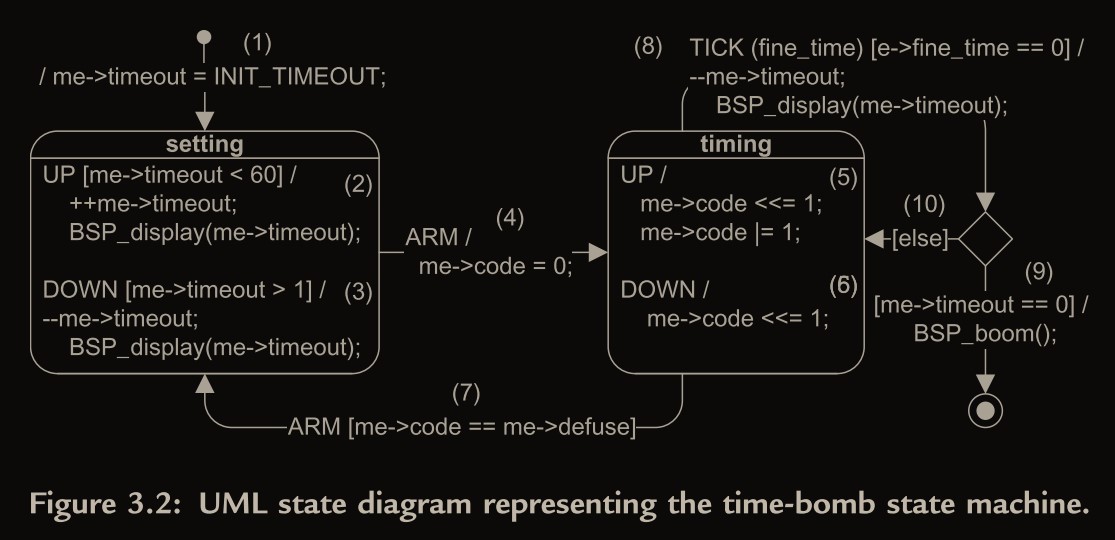 (1)
/ me->timeout = INIT_TIMEOUT;
setting
UP [me->timeout < 60] /
(2)
++me->timeout;
BSP_display(me->timeout);
DOWN [me->timeout > 1] /
(3)
--me->timeout;
BSP_display(me->timeout);
(4)
ARM /
me->code = 0;
timing
UP /
(5)
me->code <<= 1;
me->code |= 1;
DOWN /
(6)
me->code <<= 1;
(7)
ARM [me->code == me->defuse]
(8)
TICK (fine_time) [e->fine_time == 0] /
--me->timeout;
BSP_display(me->timeout);
(10)
[else]
(9)
[me->timeout == 0] /
BSP_boom();
Figure 3.2: UML state diagram representing the time-bomb state machine.